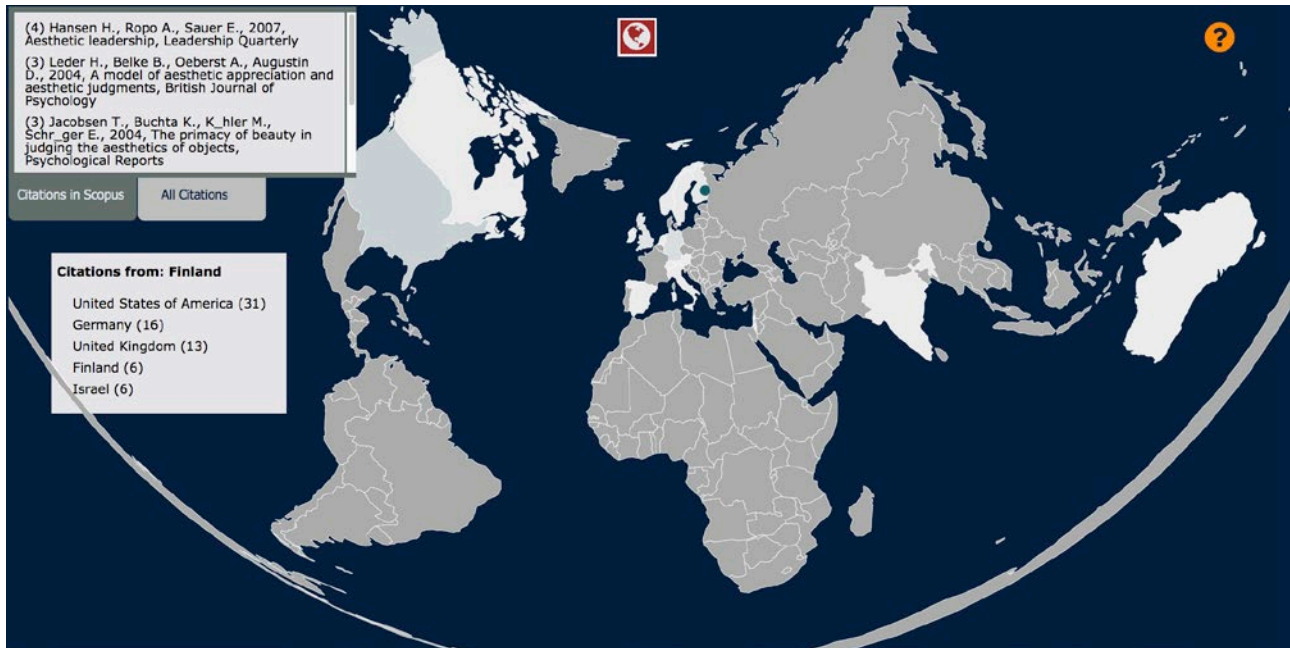 (4) Hansen H., Ropo A., Sauer E., 2007,
Aesthetic leadership, Leadership Quarterly
(3) Leder H., Belke B., Oeberst A., Augustin
D., 2004, A model of aesthetic appreciation and
aesthetic judgments, British Journal of
Psychology
(3) Jacobsen T., Buchta K., K_hler M.,
Schr_ger E., 2004, The primacy of beauty in
judging the aesthetics of objects,
Psychological Reports
Citations in Scopus
All Citations
Citations from: Finland
United States of America (31)
Germany (16)
United Kingdom (13)
Finland (6)
Israel (6)
?